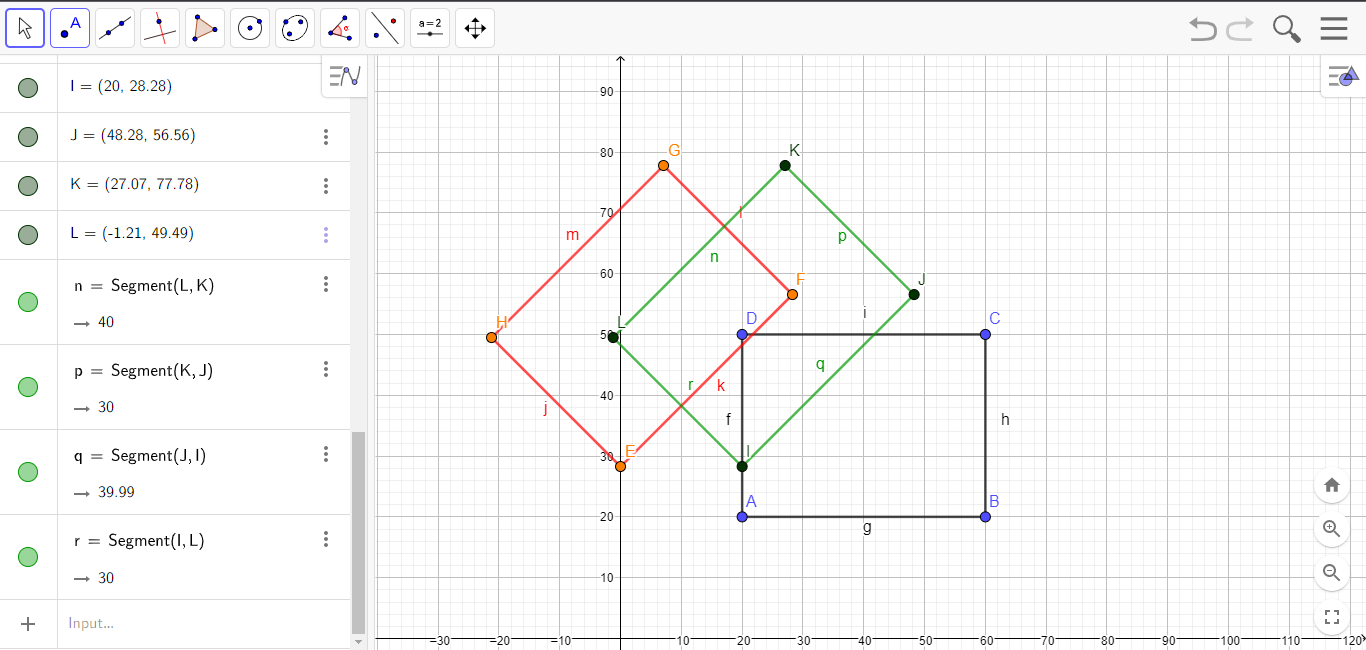 A
a=2
I = (20, 28.28)
J = (48.28, 56.56)
K = (27.07, 77.78)
L = (-1.21, 49.49)
n = Segment(L, K)
→ 40
p = Segment(K, J)
→ 30
q = Segment(J, I)
→ 39.99
r = Segment(I, L)
→ 30
+ Input...
90
80
70
60
50
40
30
20
10
–30 –20 –10 10 20 30 40 50 60 70 80 90 100 110 120
G
K
l
m
p
n
F
J
i
D
C
H
L
q
r
k
j
f
h
E
I
A
B
g